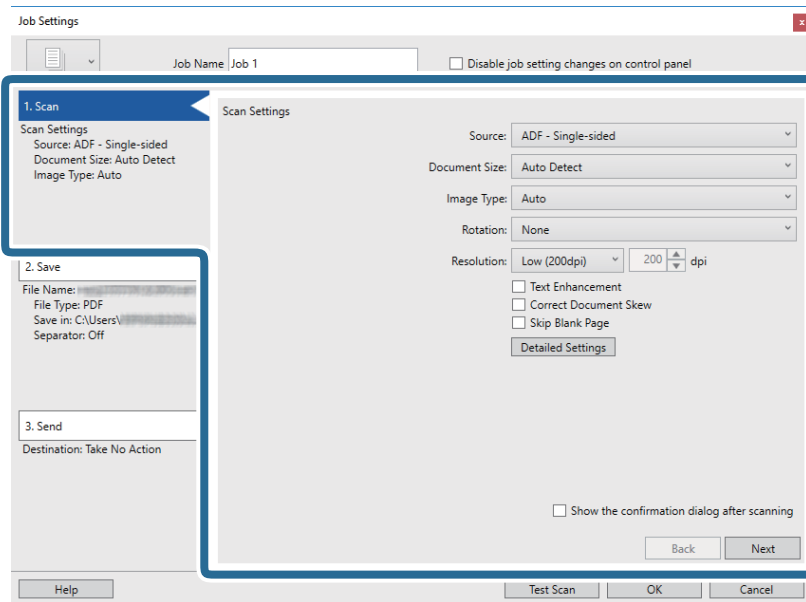 Job Settings
x
Job Name Job 1
Disable job setting changes on control panel
1. Scan
Scan Settings
Source: ADF - Single-sided
Document Size: Auto Detect
Image Type: Auto
Scan Settings
Source: ADF - Single-sided
Document Size: Auto Detect
Image Type: Auto
Rotation: None
Resolution: Low (200dpi) 200 dpi
Text Enhancement
Correct Document Skew
Skip Blank Page
Detailed Settings
2. Save
File Name:
File Type: PDF
Save in: C:\Users\
Separator: Off
3. Send
Destination: Take No Action
Show the confirmation dialog after scanning
Back Next
Help Test Scan OK Cancel